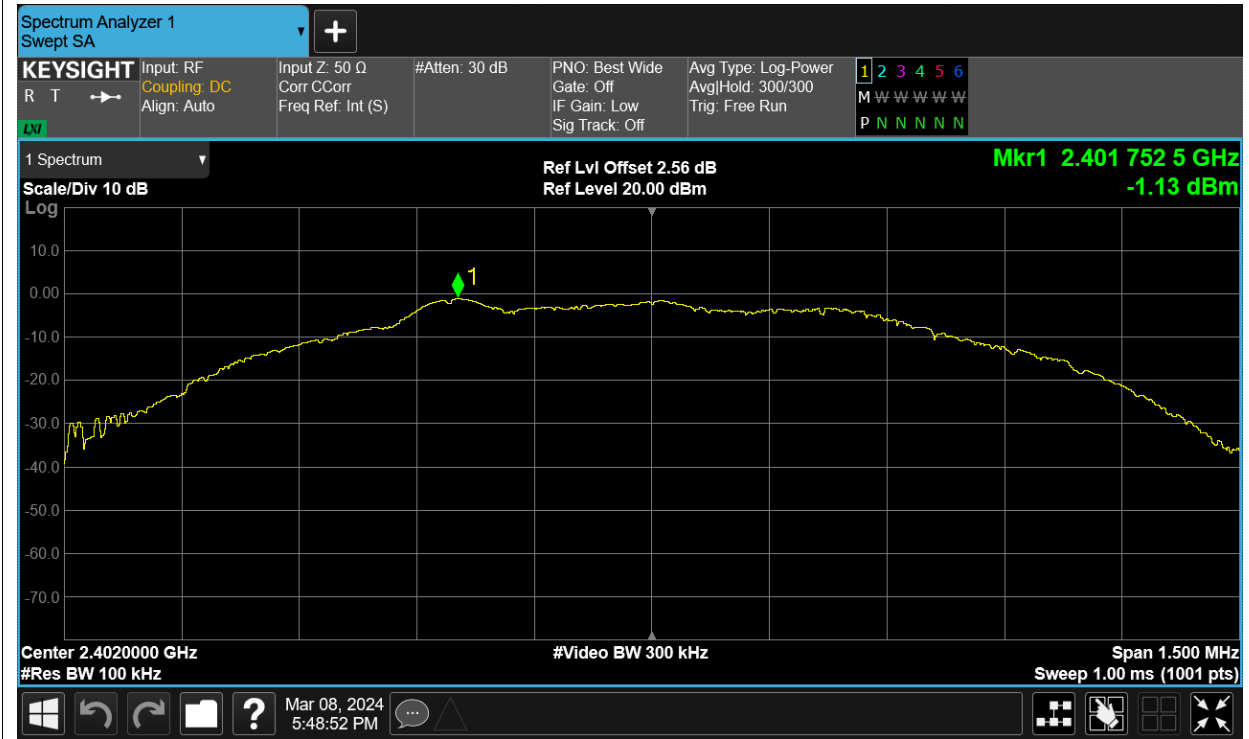 Spectrum Analyzer 1
Swept SA
KEYSIGHT
R T
LXI
Input: RF
Coupling: DC
Align: Auto
Input Z: 50 Ω
Corr CCorr
Freq Ref: Int (S)
#Atten: 30 dB
PNO: Best Wide
Gate: Off
IF Gain: Low
Sig Track: Off
Avg Type: Log-Power
Avg|Hold: 300/300
Trig: Free Run
1 2 3 4 5 6
M W W W W W
P N N N N N
1 Spectrum
Scale/Div 10 dB
Log
Ref Lvl Offset 2.56 dB
Ref Level 20.00 dBm
Mkr1 2.401 752 5 GHz
-1.13 dBm
1
10.0
0.00
-10.0
-20.0
-30.0
-40.0
-50.0
-60.0
-70.0
Center 2.4020000 GHz
#Res BW 100 kHz
#Video BW 300 kHz
Span 1.500 MHz
Sweep 1.00 ms (1001 pts)
?
Mar 08, 2024
5:48:52 PM